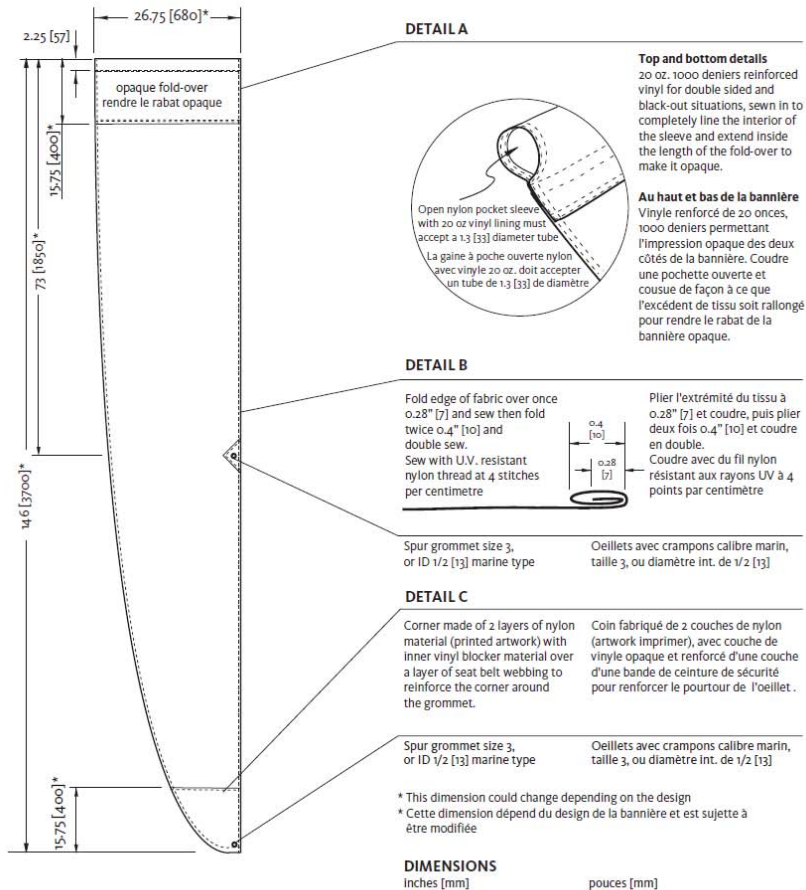 26.75 [680]*
2.25 [57]
opaque fold-over
rendre le rabat opaque
15.75 [400]*
73 [1850]*
146 [3700]*
15.75 [400]*
DETAIL A
Top and bottom details
20 oz. 1000 deniers reinforced
vinyl for double sided and
black-out situations, sewn in to
completely line the interior of
the sleeve and extend inside
the length of the fold-over to
make it opaque.
Au haut et bas de la bannière
Vinyle renforcé de 20 onces,
1000 deniers permettant
l'impression opaque des deux
côtés de la bannière. Coudre
une pochette ouverte et
cousue de façon à ce que
l'excédent de tissu soit rallongé
pour rendre le rabat de la
bannière opaque.
Open nylon pocket sleeve
with 20 oz vinyl lining must
accept a 1.3 [33] diameter tube
La gaine à poche ouverte nylon
avec vinyle 20 oz. doit accepter
un tube de 1.3 [33] de diamètre
DETAIL B
Fold edge of fabric over once
0.28" [7] and sew then fold
twice 0.4" [10] and
double sew.
Sew with U.V. resistant
nylon thread at 4 stitches
per centimetre
0.4
[10]
0.28
[7]
Plier l'extrémité du tissu à
0.28" [7] et coudre, puis plier
deux fois 0.4" [10] et coudre
en double.
Coudre avec du fil nylon
résistant aux rayons UV à 4
points par centimètre
Spur grommet size 3,
or ID 1/2 [13] marine type
Oeillets avec crampons calibre marin,
taille 3, ou diamètre int. de 1/2 [13]
DETAIL C
Corner made of 2 layers of nylon
material (printed artwork) with
inner vinyl blocker material over
a layer of seat belt webbing to
reinforce the corner around
the grommet.
Coin fabriqué de 2 couches de nylon
(artwork imprimer), avec couche de
vinyle opaque et renforcé d'une couche
d'une bande de ceinture de sécurité
pour renforcer le pourtour de l'oeillet .
Spur grommet size 3,
or ID 1/2 [13] marine type
Oeillets avec crampons calibre marin,
taille 3, ou diamètre int. de 1/2 [13]
* This dimension could change depending on the design
* Cette dimension dépend du design de la bannière et est sujette à
être modifiée
DIMENSIONS
inches [mm]
pouces [mm]